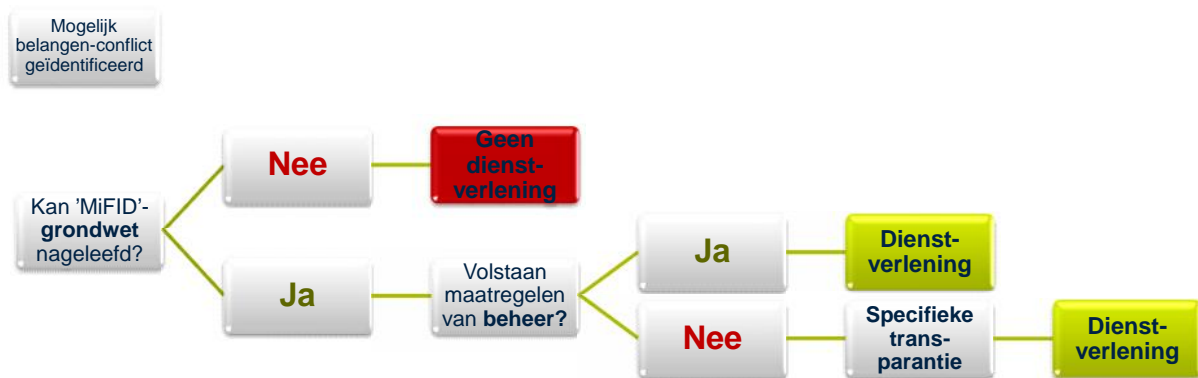 Mogelijk
belangen-conflict
geïdentificeerd
Nee
Geen
dienst-
verlening
Kan ’MiFID’-
grondwet
nageleefd?
Ja
Volstaan
maatregelen
van beheer?
Ja
Dienst-
verlening
Nee
Specifieke
trans-
parantie
Dienst-
verlening